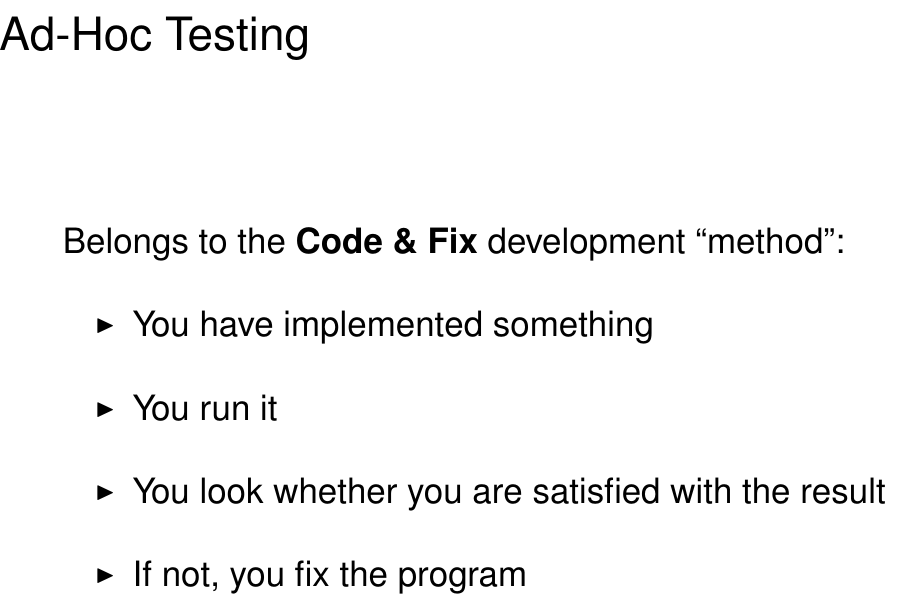 Ad-Hoc Testing
Belongs to the Code & Fix development “method”:
► You have implemented something
► You run it
► You look whether you are satisfied with the result
► If not, you fix the program